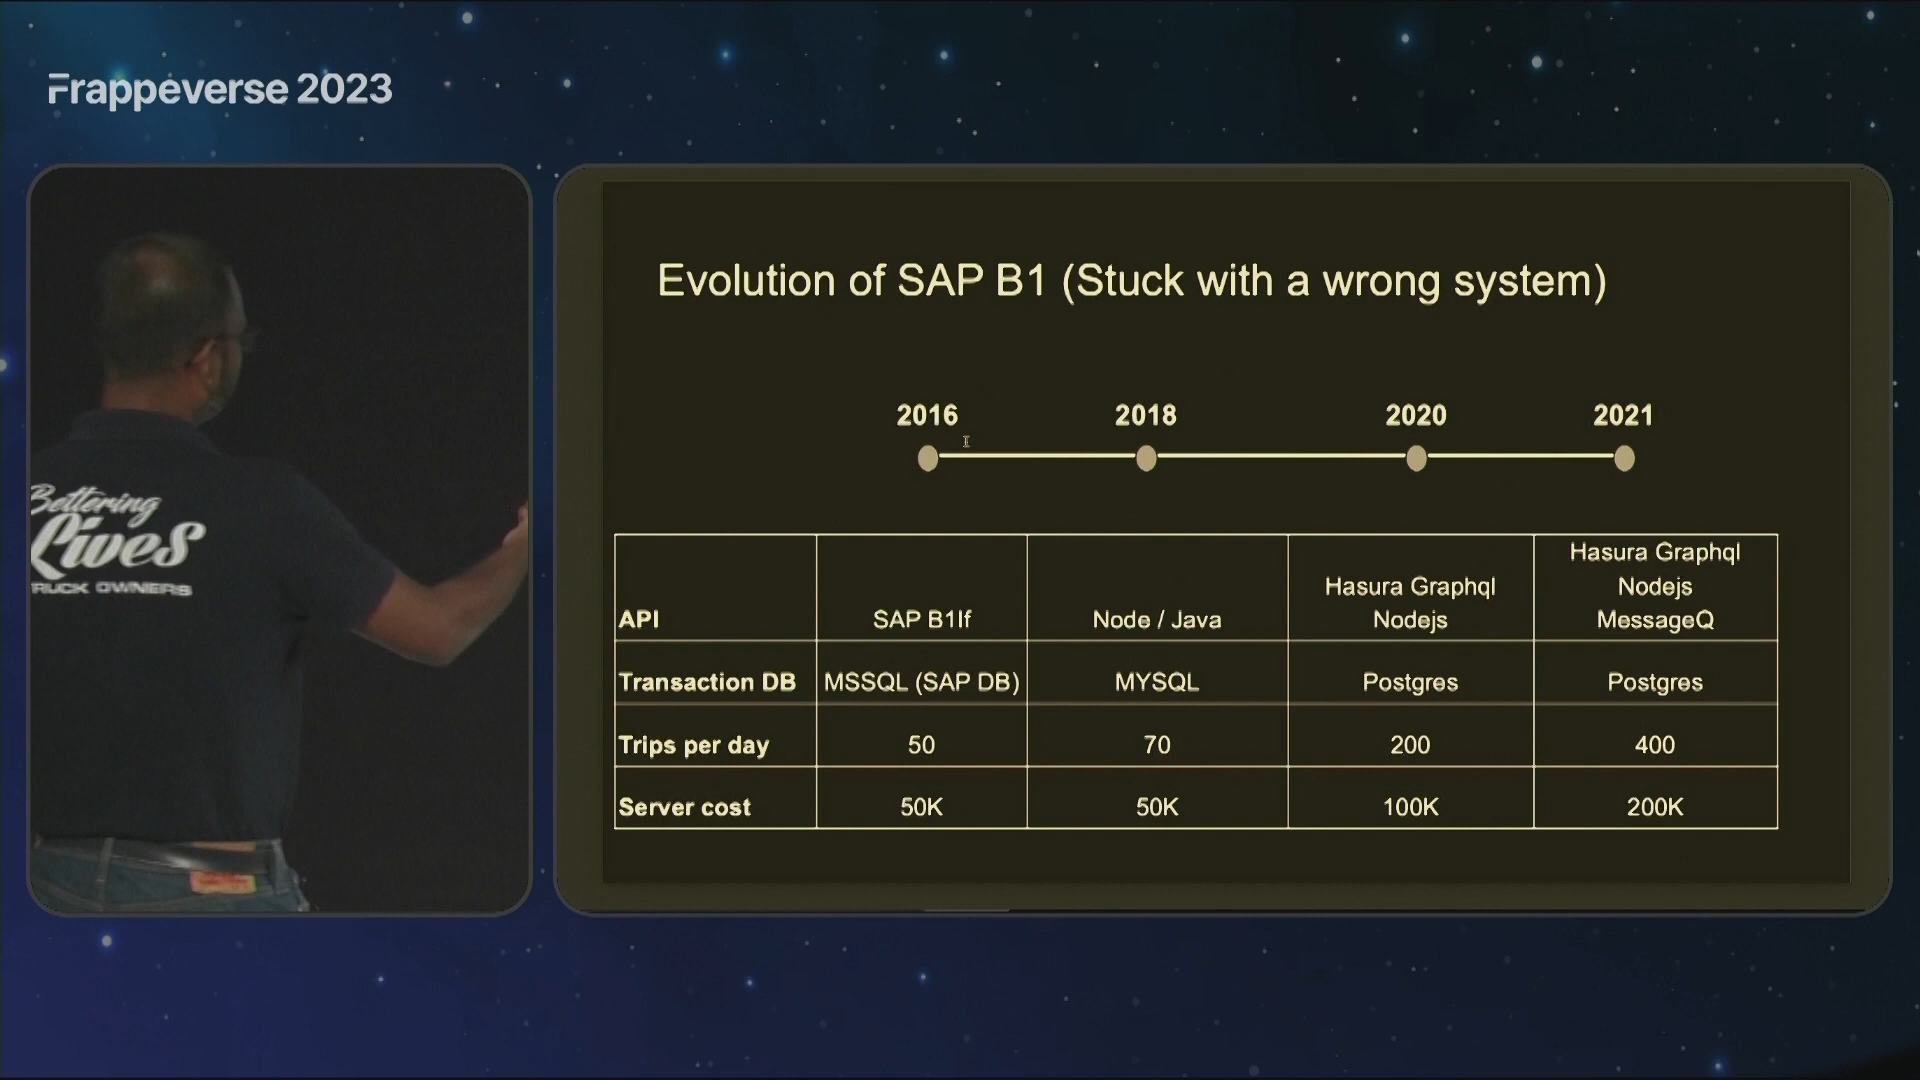 Frappeverse 2023
Bettering
Lives
TRUCK OWNERS
Evolution of SAP B1 (Stuck with a wrong system)
2016 2018 2020 2021
API SAP B1If Node / Java Hasura Graphql Nodejs Hasura Graphql Nodejs MessageQ
Transaction DB MSSQL (SAP DB) MYSQL Postgres Postgres
Trips per day 50 70 200 400
Server cost 50K 50K 100K 200K